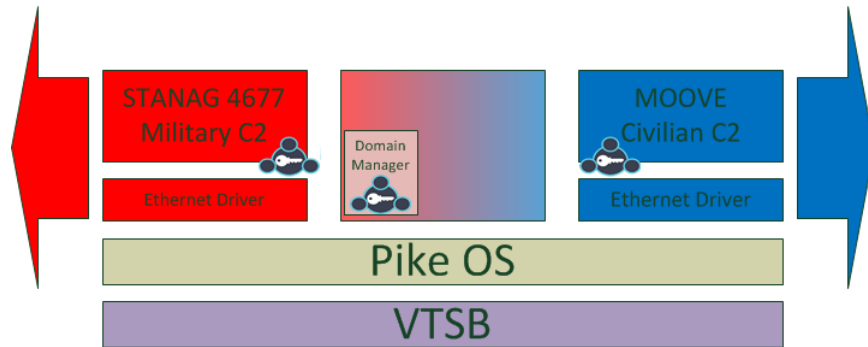 STANAG 4677
Military C2
Ethernet Driver
Domain
Manager
MOOVE
Civilian C2
Ethernet Driver
Pike OS
VTSB